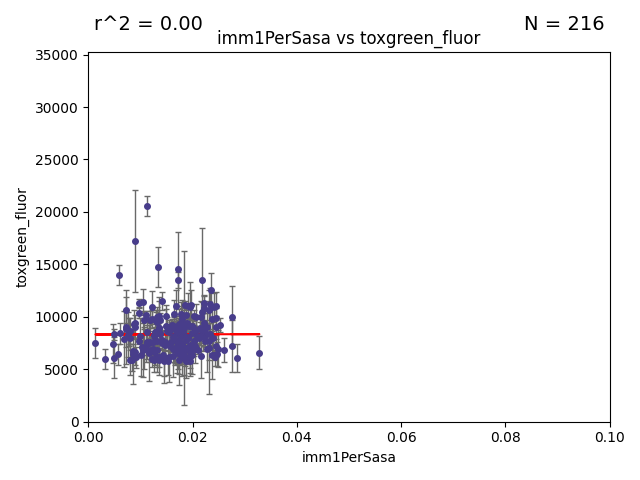 r^2 = 0.00
N = 216
imm1PerSasa vs toxgreen_fluor
35000
30000
25000
20000
15000
10000
5000
0
toxgreen_fluor
0.00
0.02
0.04
0.06
0.08
0.10
imm1PerSasa